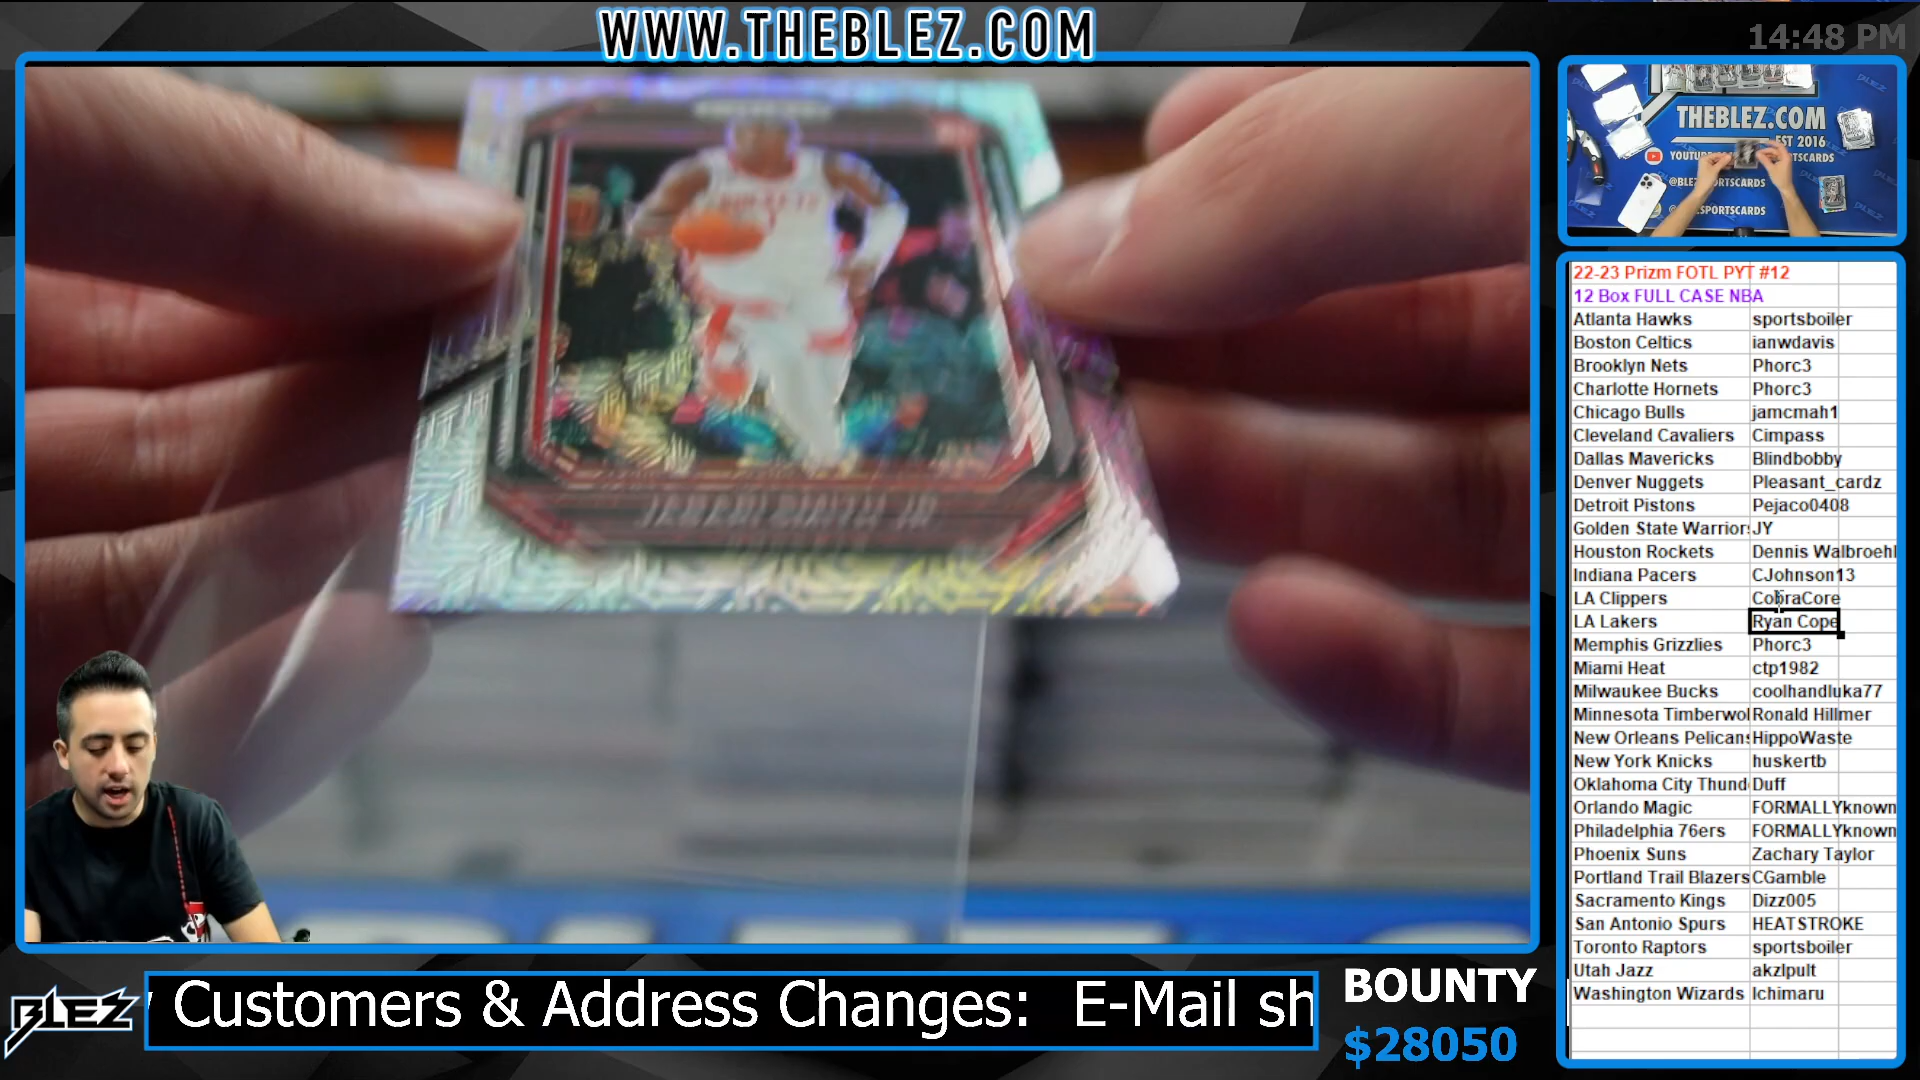 WWW.THEBLEZ.COM
14:48 PM
THEBLEZ.COM
EST 2016
22-23 Prizm FOTL PYT #12
12 Box FULL CASE NBA
Atlanta Hawks sportsboiler
Boston Celtics ianwdavis
Brooklyn Nets Phorc3
Charlotte Hornets Phorc3
Chicago Bulls jamcmah1
Cleveland Cavaliers Cimpass
Dallas Mavericks Blindbobby
Denver Nuggets Pleasant_cardz
Detroit Pistons Pejaco0408
Golden State Warriors JY
Houston Rockets Dennis Walbroehl
Indiana Pacers CJohnson13
LA Clippers CobraCore
LA Lakers Ryan Cope
Memphis Grizzlies Phorc3
Miami Heat ctp1982
Milwaukee Bucks coolhandluka77
Minnesota Timberwol Ronald Hillmer
New Orleans Pelicans HippoWaste
New York Knicks huskertb
Oklahoma City Thund Duff
Orlando Magic FORMALLYknown
Philadelphia 76ers FORMALLYknown
Phoenix Suns Zachary Taylor
Portland Trail Blazers CGamble
Sacramento Kings Dizz005
San Antonio Spurs HEATSTROKE
Toronto Raptors sportsboiler
Utah Jazz akzlpult
Washington Wizards Ichimaru
JABARI SMITH JR
BLEZ
Customers & Address Changes: E-Mail sh
BOUNTY
$28050